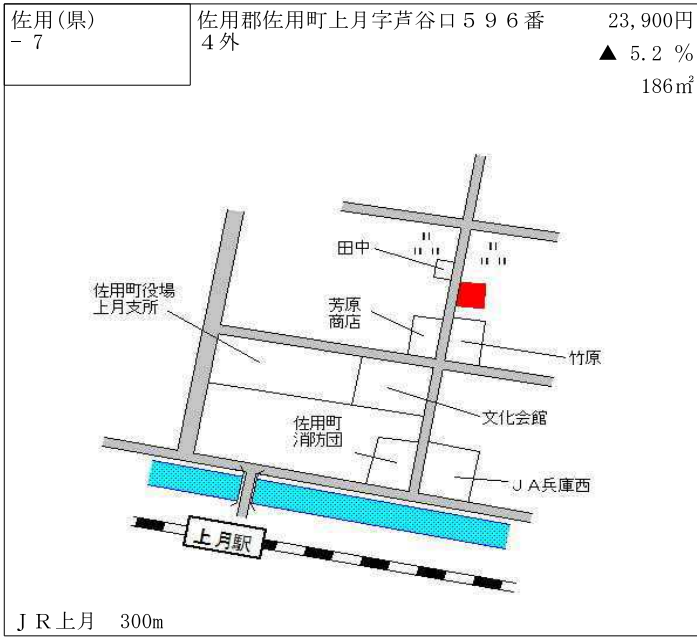 佐用(県)
－７
佐用郡佐用町上月字芦谷口５９６番
４外
23,900円
▲ 5.2 %
186㎡
田中
佐用町役場
上月支所
芳原
商店
竹原
文化会館
佐用町
消防団
ＪＡ兵庫西
上月駅
ＪＲ上月　300m